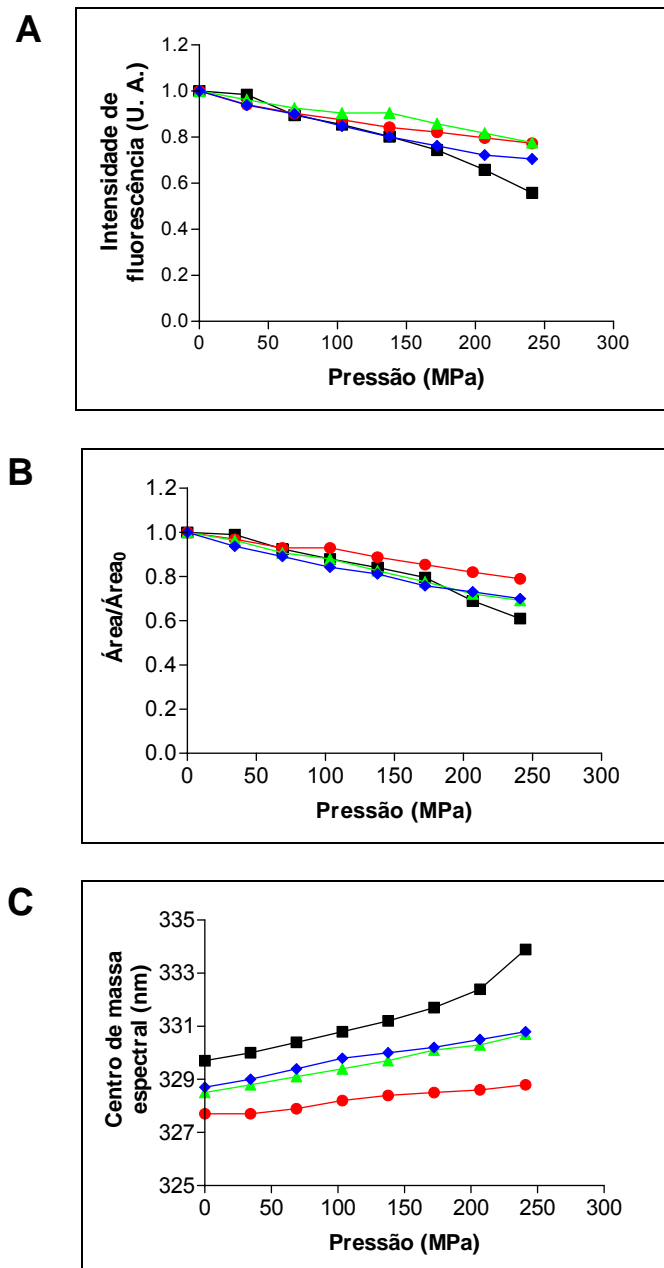 A
1.2
1.0
0.8
0.6
0.4
0.2
0.0
Intensidade de
fluorescência (U. A.)
0 50 100 150 200 250 300
Pressão (MPa)
B
1.2
1.0
0.8
0.6
0.4
0.2
0.0
Área/Área₀
0 50 100 150 200 250 300
Pressão (MPa)
C
335
333
331
329
327
325
Centro de massa
espectral (nm)
0 50 100 150 200 250 300
Pressão (MPa)